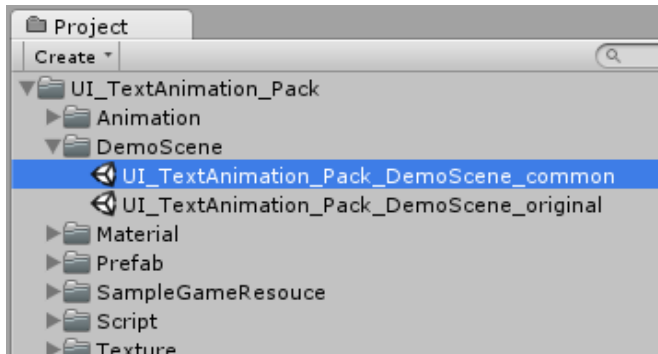 Project
Create
UI_TextAnimation_Pack
Animation
DemoScene
UI_TextAnimation_Pack_DemoScene_common
UI_TextAnimation_Pack_DemoScene_original
Material
Prefab
SampleGameResouce
Script
Texture